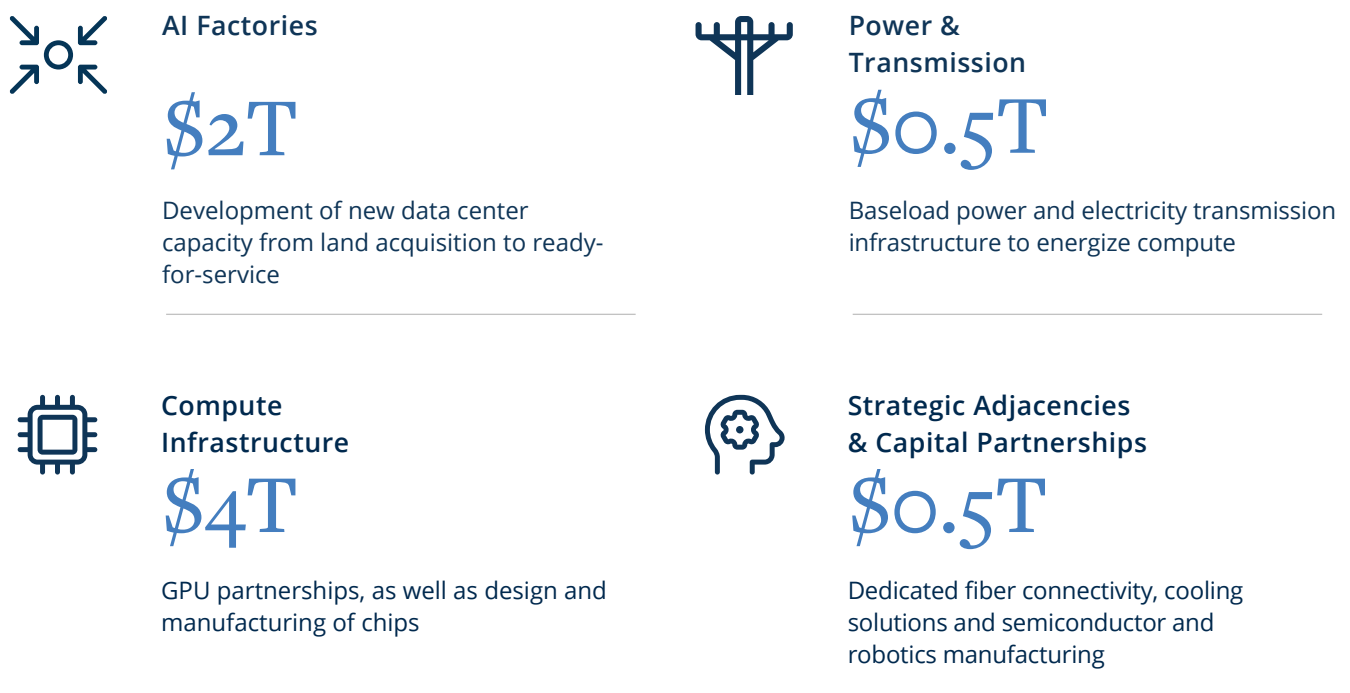 AI Factories
$2T
Development of new data center
capacity from land acquisition to ready-
for-service
Power &
Transmission
$0.5T
Baseload power and electricity transmission
infrastructure to energize compute
Compute
Infrastructure
$4T
GPU partnerships, as well as design and
manufacturing of chips
Strategic Adjacencies
& Capital Partnerships
$0.5T
Dedicated fiber connectivity, cooling
solutions and semiconductor and
robotics manufacturing